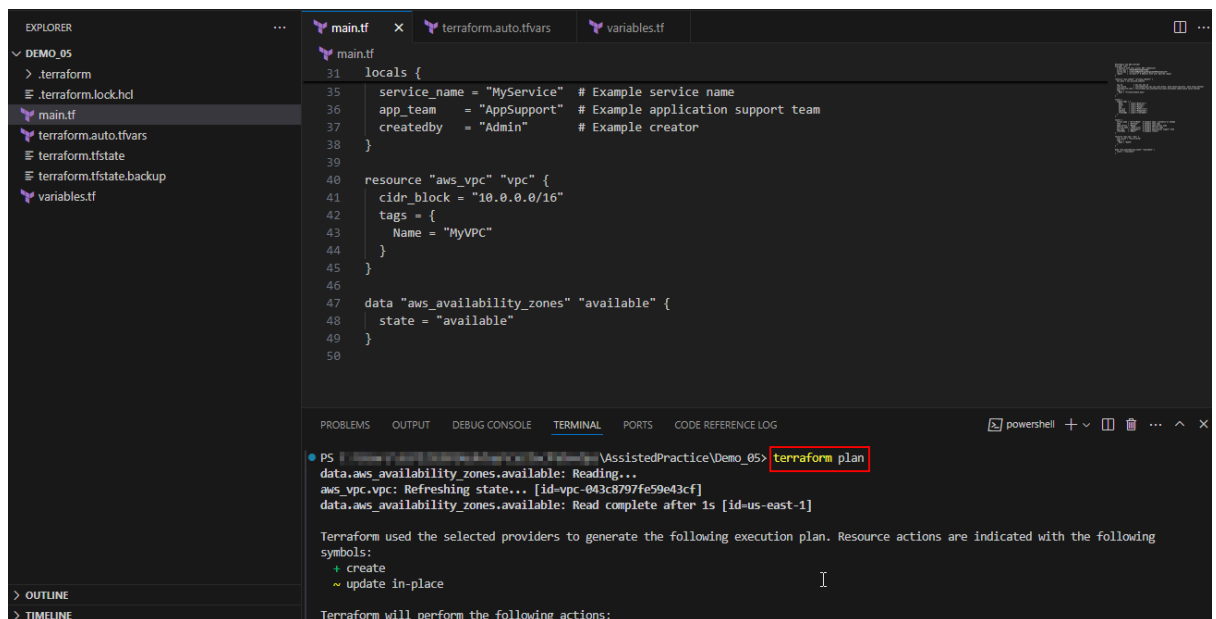 EXPLORER
DEMO_05
.terraform
.terraform.lock.hcl
main.tf
terraform.auto.tfvars
terraform.tfstate
terraform.tfstate.backup
variables.tf
OUTLINE
TIMELINE
main.tf terraform.auto.tfvars variables.tf
main.tf
31 locals {
35 service_name = "MyService" # Example service name
36 app_team = "AppSupport" # Example application support team
37 createdby = "Admin" # Example creator
38 }
39
40 resource "aws_vpc" "vpc" {
41 cidr_block = "10.0.0.0/16"
42 tags = {
43 Name = "MyVPC"
44 }
45 }
46
47 data "aws_availability_zones" "available" {
48 state = "available"
49 }
50
PROBLEMS OUTPUT DEBUG CONSOLE TERMINAL PORTS CODE REFERENCE LOG powershell
PS \AssistedPractice\Demo_05> terraform plan
data.aws_availability_zones.available: Reading...
aws_vpc.vpc: Refreshing state... [id=vpc-043c8797fe59e43cf]
data.aws_availability_zones.available: Read complete after 1s [id=us-east-1]
Terraform used the selected providers to generate the following execution plan. Resource actions are indicated with the following
symbols:
+ create
~ update in-place
Terraform will perform the following actions: